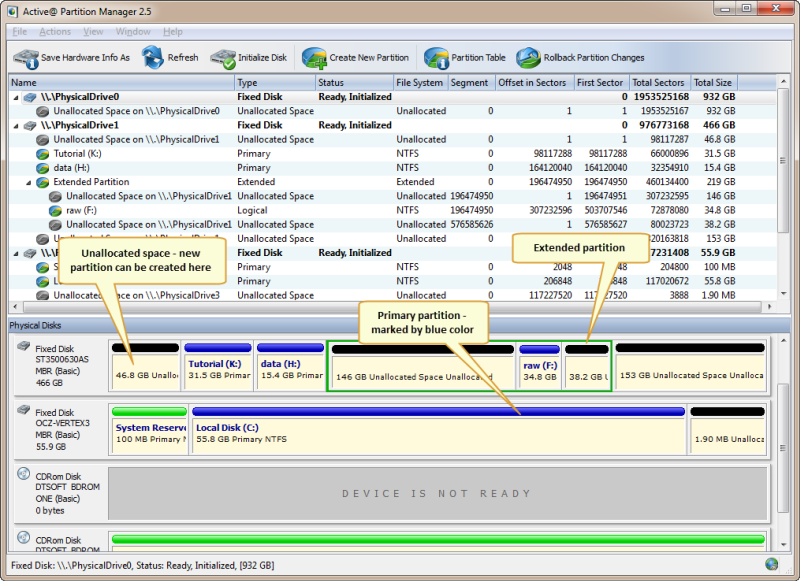 Active@ Partition Manager 2.5
File Actions View Window Help
Save Hardware Info As Refresh Initialize Disk Create New Partition Partition Table Rollback Partition Changes
Name Type Status File System Segment Offset in Sectors First Sector Total Sectors Total Size
\\.\PhysicalDrive0 Fixed Disk Ready, Initialized 0 1953525168 932 GB
Unallocated Space on \\.\PhysicalDrive0 Unallocated Space Unallocated 0 1 1 1953525167 932 GB
\\.\PhysicalDrive1 Fixed Disk Ready, Initialized 0 976773168 466 GB
Unallocated Space on \\.\PhysicalDrive1 Unallocated Space Unallocated 0 1 1 98117287 46.8 GB
Tutorial (K:) Primary NTFS 0 98117288 98117288 66000896 31.5 GB
data (H:) Primary NTFS 0 164120040 164120040 32354910 15.4 GB
Extended Partition Extended Extended 0 196474950 196474950 460134400 219 GB
Unallocated Space on \\.\PhysicalDrive1 Unallocated Space Unallocated 196474950 1 196474951 307232595 146 GB
raw (F:) Logical NTFS 196474950 307232596 503707546 72878080 34.8 GB
Unallocated Space on \\.\PhysicalDrive1 Unallocated Space Unallocated 576585626 1 576585627 80023723 38.2 GB
Unallocated Space 0 20163818 153 GB
Fixed Disk Ready, Initialized 7231408 55.9 GB
Primary NTFS 0 2048 2048 204800 100 MB
Primary NTFS 0 206848 206848 117020672 55.8 GB
Unallocated Space on \\.\PhysicalDrive3 Unallocated Space Unallocated 0 117227520 117227520 3888 1.90 MB
Unallocated space - new
partition can be created here
Extended partition
Primary partition -
marked by blue color
Physical Disks
Fixed Disk
ST3500630AS
MBR (Basic)
466 GB
46.8 GB Unalloc
Tutorial (K:)
31.5 GB Primar
data (H:)
15.4 GB Primar
146 GB Unallocated Space Unallocated
raw (F:)
34.8 GB
38.2 GB U
153 GB Unallocated Space Unalloca
Fixed Disk
OCZ-VERTEX3
MBR (Basic)
55.9 GB
System Reserve
100 MB Primary N
Local Disk (C:)
55.8 GB Primary NTFS
1.90 MB Unalloca
CDRom Disk
DTSOFT BDROM
ONE (Basic)
0 bytes
DEVICE IS NOT READY
CDRom Disk
DTSOFT BDROM
Fixed Disk: \\.\PhysicalDrive0, Status: Ready, Initialized, [932 GB]